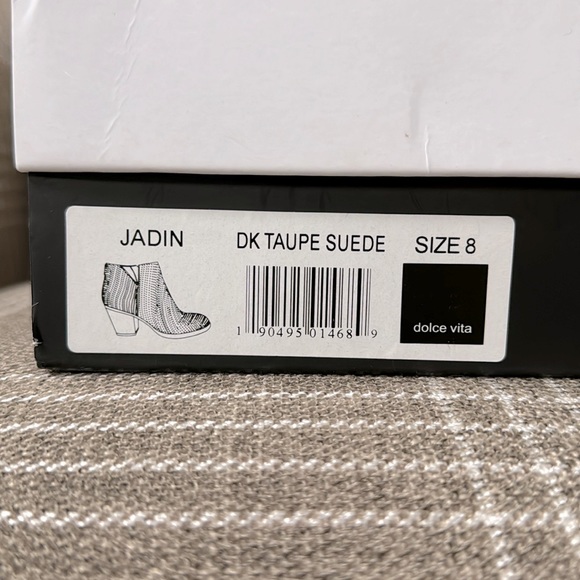 JADIN
DK TAUPE SUEDE
SIZE 8
1 90495 01468 9
dolce vita